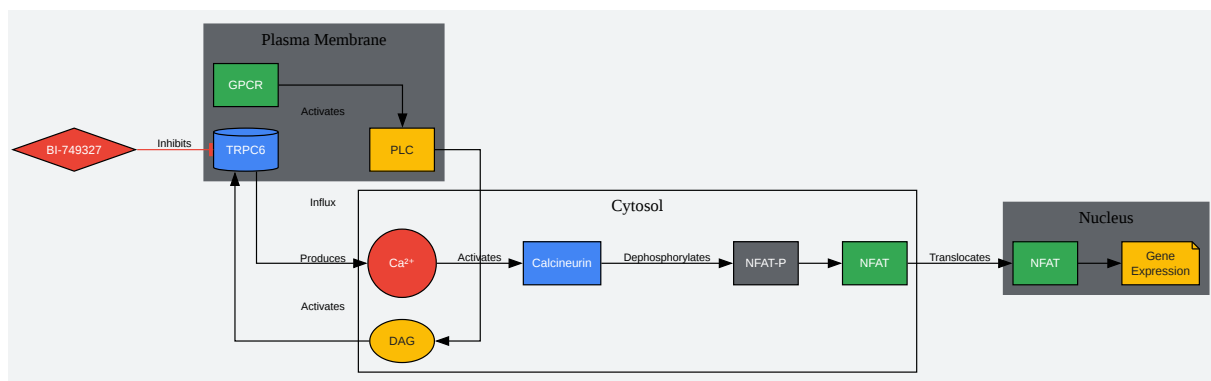 Plasma Membrane
GPCR
Activates
BI-749327
Inhibits
TRPC6
PLC
Influx
Cytosol
Nucleus
Produces
Ca²⁺
Activates
Calcineurin
Dephosphorylates
NFAT-P
NFAT
Translocates
NFAT
Gene
Expression
Activates
DAG